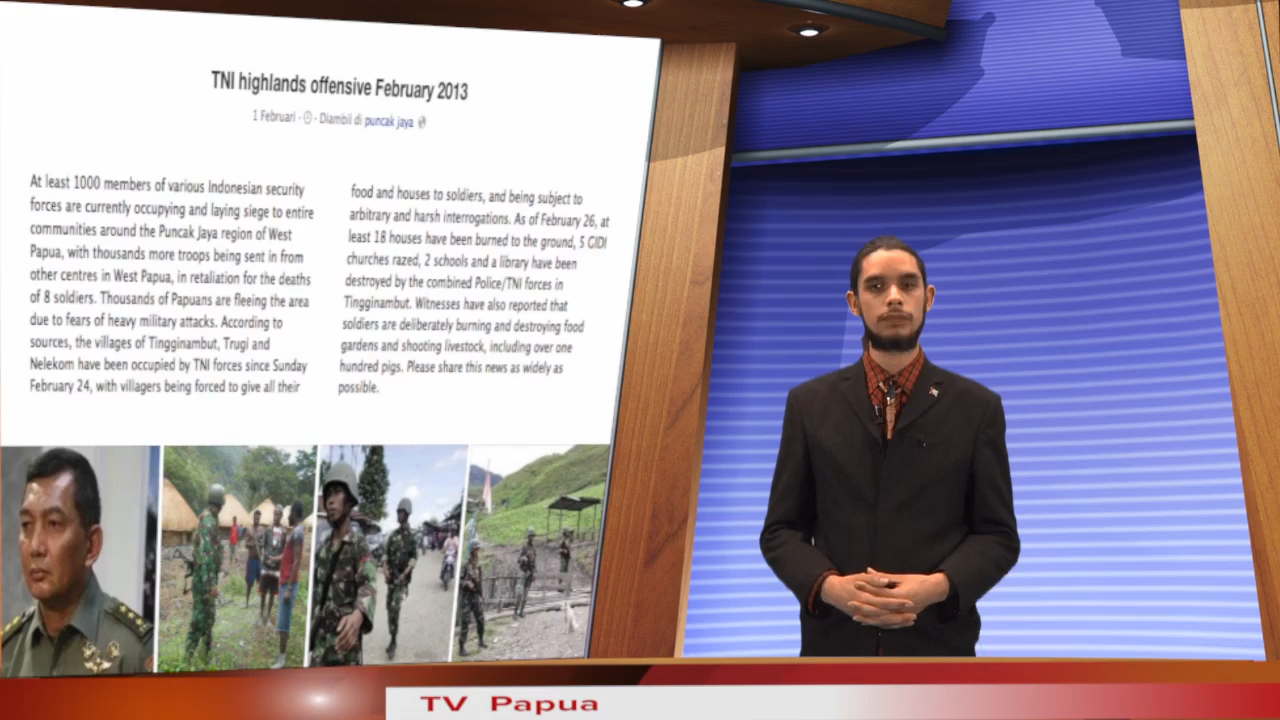 TNI highlands offensive February 2013
1 Februari · Diambil di puncak jaya
At least 1000 members of various Indonesian security
forces are currently occupying and laying siege to entire
communities around the Puncak Jaya region of West
Papua, with thousands more troops being sent in from
other centres in West Papua, in retaliation for the deaths
of 8 soldiers. Thousands of Papuans are fleeing the area
due to fears of heavy military attacks. According to
sources, the villages of Tingginambut, Trugi and
Nelekom have been occupied by TNI forces since Sunday
February 24, with villagers being forced to give all their
food and houses to soldiers, and being subject to
arbitrary and harsh interrogations. As of February 26, at
least 18 houses have been burned to the ground, 5 GIDI
churches razed, 2 schools and a library have been
destroyed by the combined Police/TNI forces in
Tingginambut. Witnesses have also reported that
soldiers are deliberately burning and destroying food
gardens and shooting livestock, including over one
hundred pigs. Please share this news as widely as
possible.
TV Papua